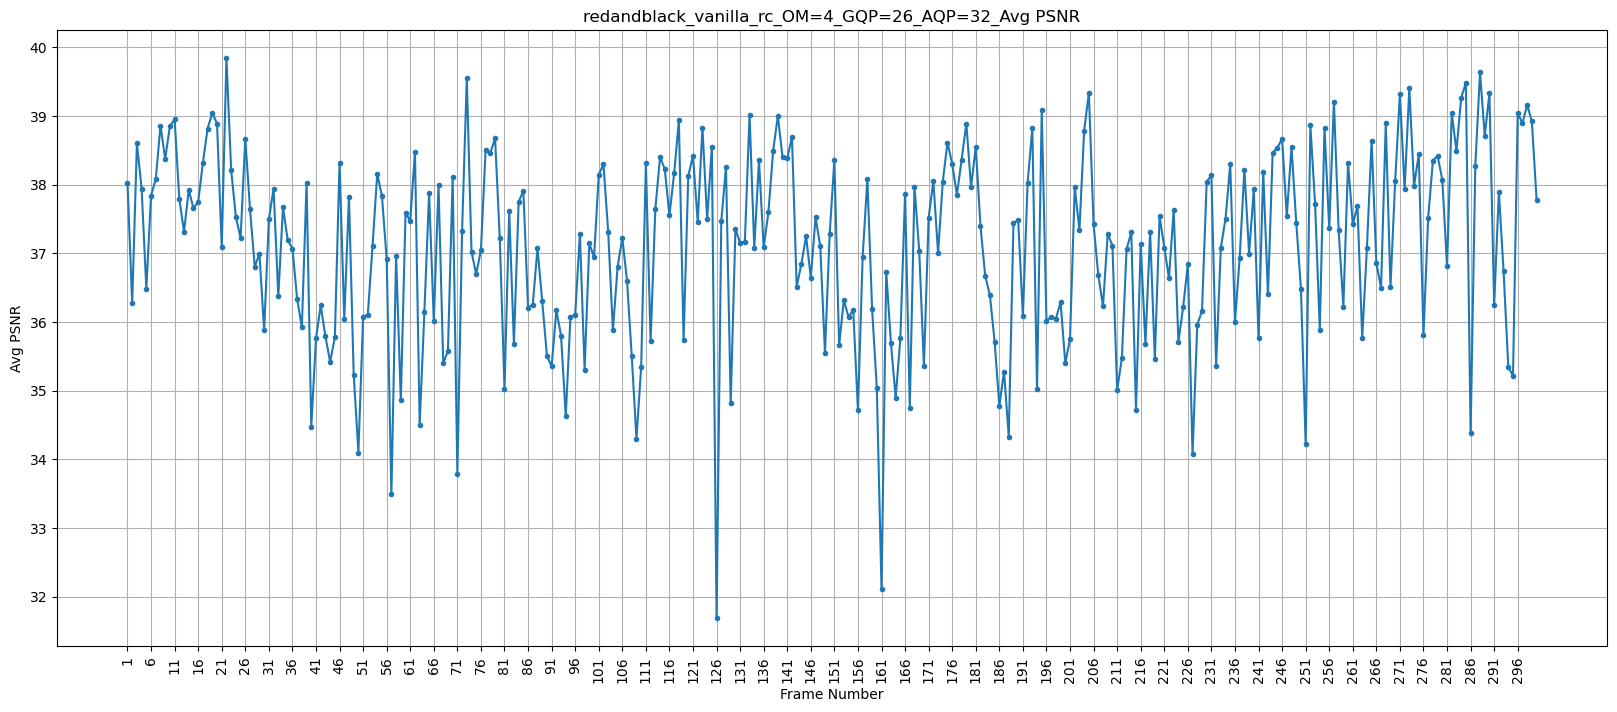 redandblack_vanilla_rc_OM=4_GQP=26_AQP=32_Avg PSNR
40
39
38
37
36
35
34
33
32
Avg PSNR
1 6 11 16 21 26 31 36 41 46 51 56 61 66 71 76 81 86 91 96 101 106 111 116 121 126 131 136 141 146 151 156 161 166 171 176 181 186 191 196 201 206 211 216 221 226 231 236 241 246 251 256 261 266 271 276 281 286 291 296
Frame Number